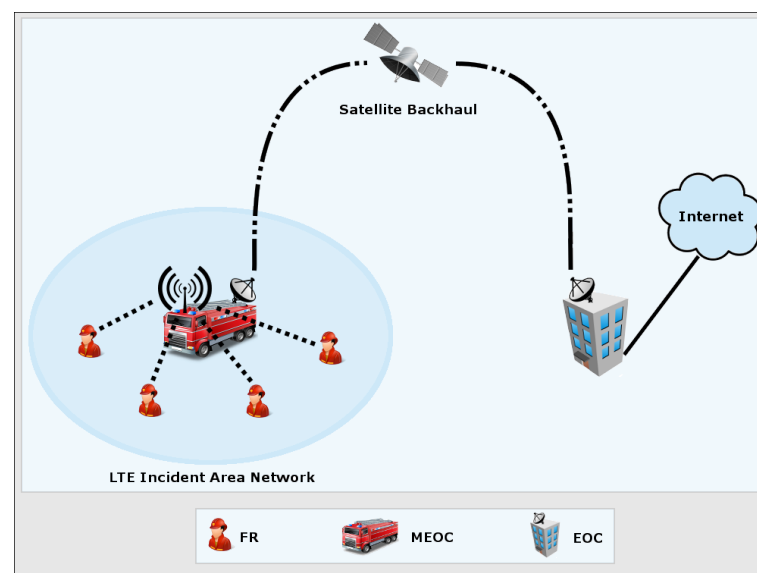 Satellite Backhaul
Internet
LTE Incident Area Network
FR
MEOC
EOC